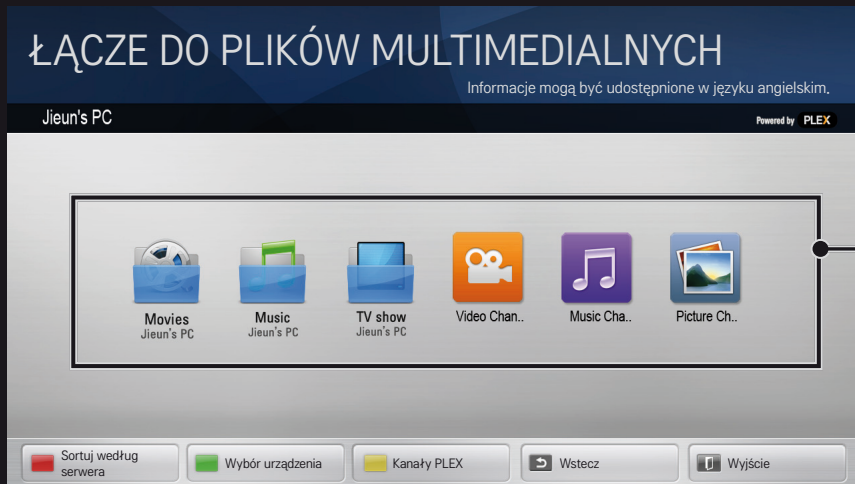 ŁĄCZE DO PLIKÓW MULTIMEDIALNYCH
Informacje mogą być udostępnione w języku angielskim.
Jieun's PC
Powered by PLEX
Movies
Jieun's PC
Music
Jieun's PC
TV show
Jieun's PC
Video Chan..
Music Cha..
Picture Ch..
Sortuj według
serwera
Wybór urządzenia
Kanały PLEX
Wstecz
Wyjście